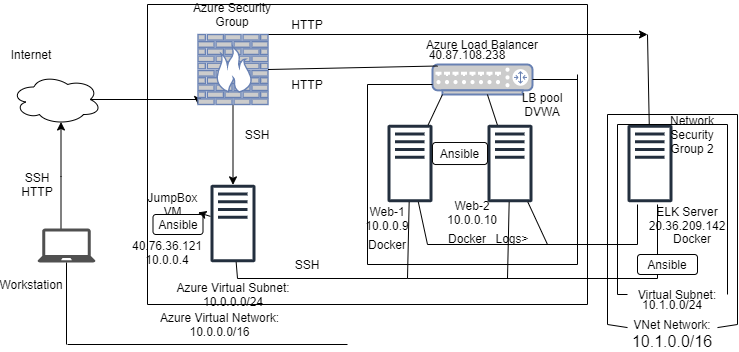 Azure Security
Group
HTTP
Internet
Azure Load Balancer
40.87.108.238
HTTP
LB pool
DVWA
Network
Security
Group 2
SSH
Ansible
SSH
HTTP
JumpBox
VM
Ansible
Web-1
10.0.0.9
Web-2
10.0.0.10
ELK Server
20.36.209.142
Docker
40.76.36.121
10.0.0.4
Docker
Docker
Logs>
SSH
Ansible
Workstation
Azure Virtual Subnet:
10.0.0.0/24
Virtual Subnet:
10.1.0.0/24
Azure Virtual Network:
10.0.0.0/16
VNet Network:
10.1.0.0/16